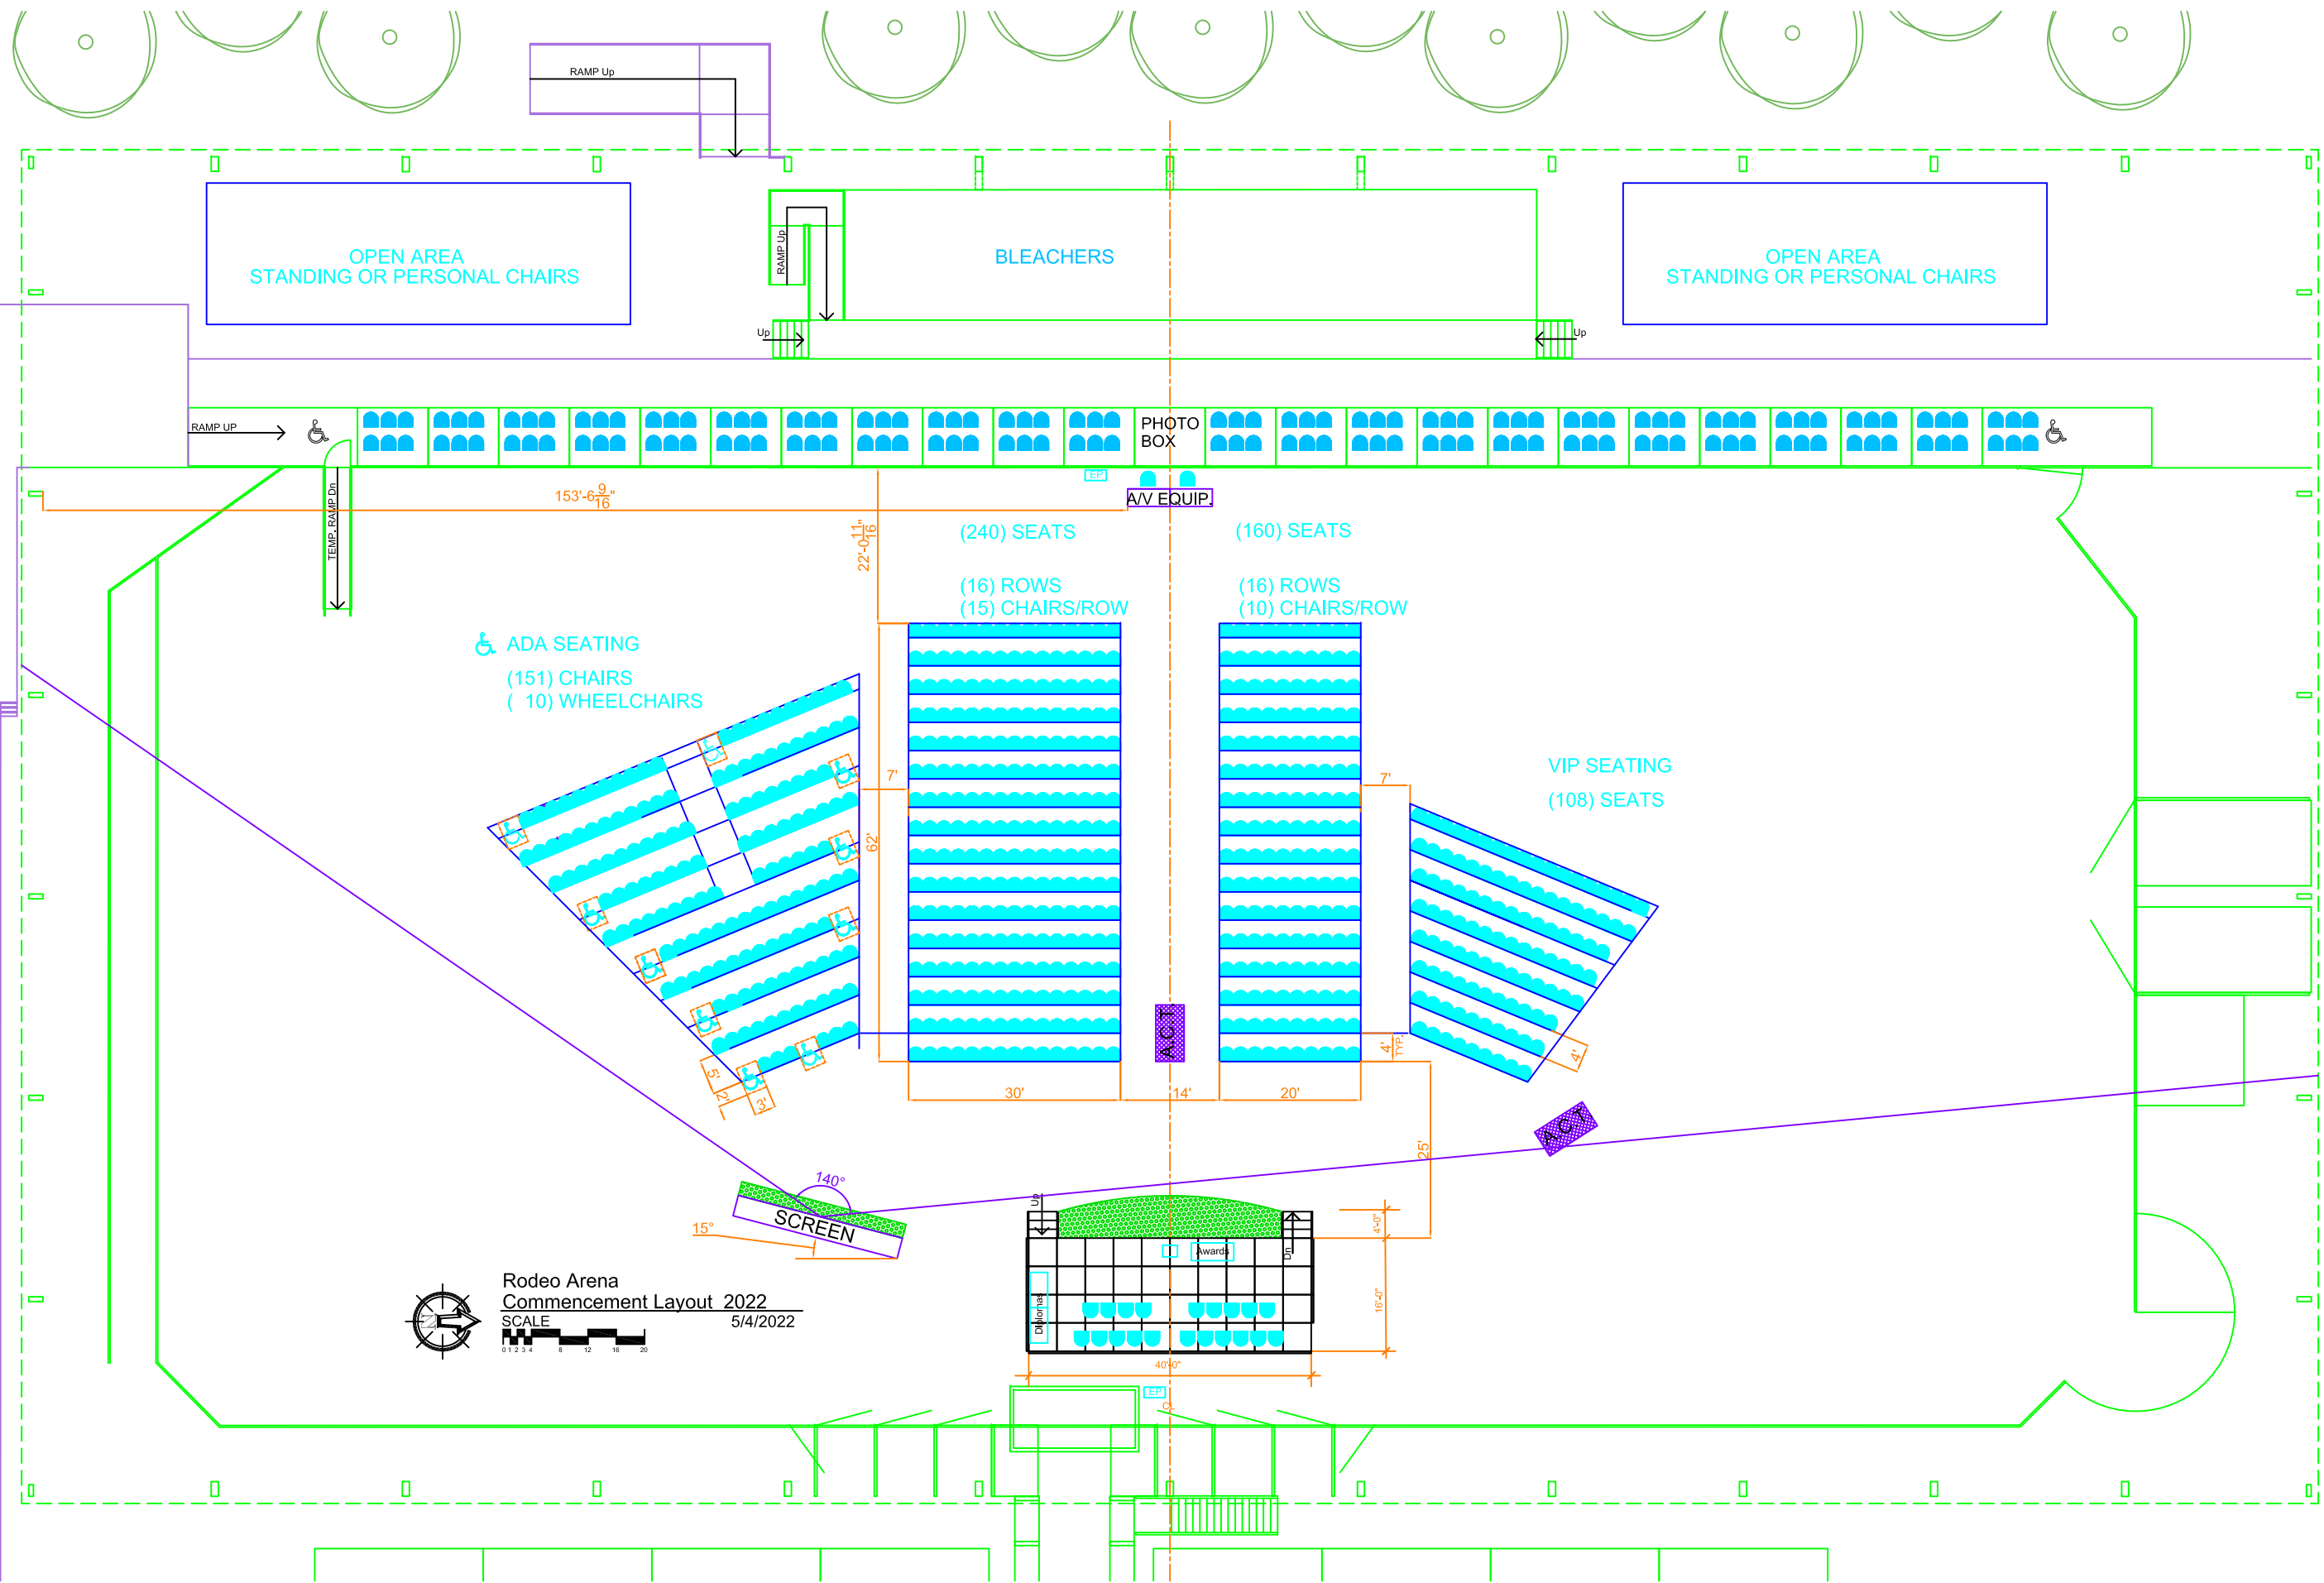 RAMP Up
OPEN AREA
STANDING OR PERSONAL CHAIRS
RAMP Up
BLEACHERS
OPEN AREA
STANDING OR PERSONAL CHAIRS
Up
Up
RAMP UP
PHOTO
BOX
TEMP. RAMP Dn
EP
A/V EQUIP.
153'-6 9/16"
22'-0 11/16"
(240) SEATS
(16) ROWS
(15) CHAIRS/ROW
(160) SEATS
(16) ROWS
(10) CHAIRS/ROW
ADA SEATING
(151) CHAIRS
( 10) WHEELCHAIRS
VIP SEATING
(108) SEATS
7'
7'
62'
A.C.T.
4'
TYP.
4'
5'
2'
3'
30'
14'
20'
25'
A.C.T.
140°
SCREEN
15°
Up
Dn
Awards
Diplomas
4'-0"
16'-0"
40'-0"
EP
CL
N
Rodeo Arena
Commencement Layout 2022
SCALE 5/4/2022
0 1 2 3 4 8 12 16 20